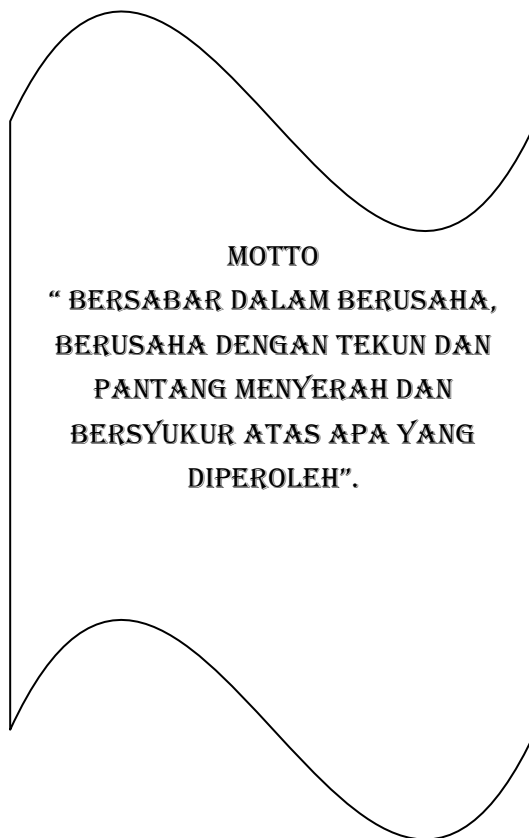 MOTTO
“ BERSABAR DALAM BERUSAHA,
BERUSAHA DENGAN TEKUN DAN
PANTANG MENYERAH DAN
BERSYUKUR ATAS APA YANG
DIPEROLEH”.